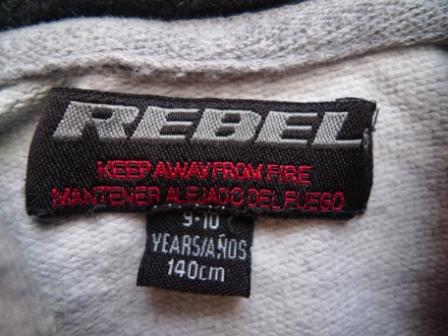 REBEL
KEEP AWAY FROM FIRE
MANTENER ALEJADO DEL FUEGO
9-10
YEARS/AÑOS
140cm